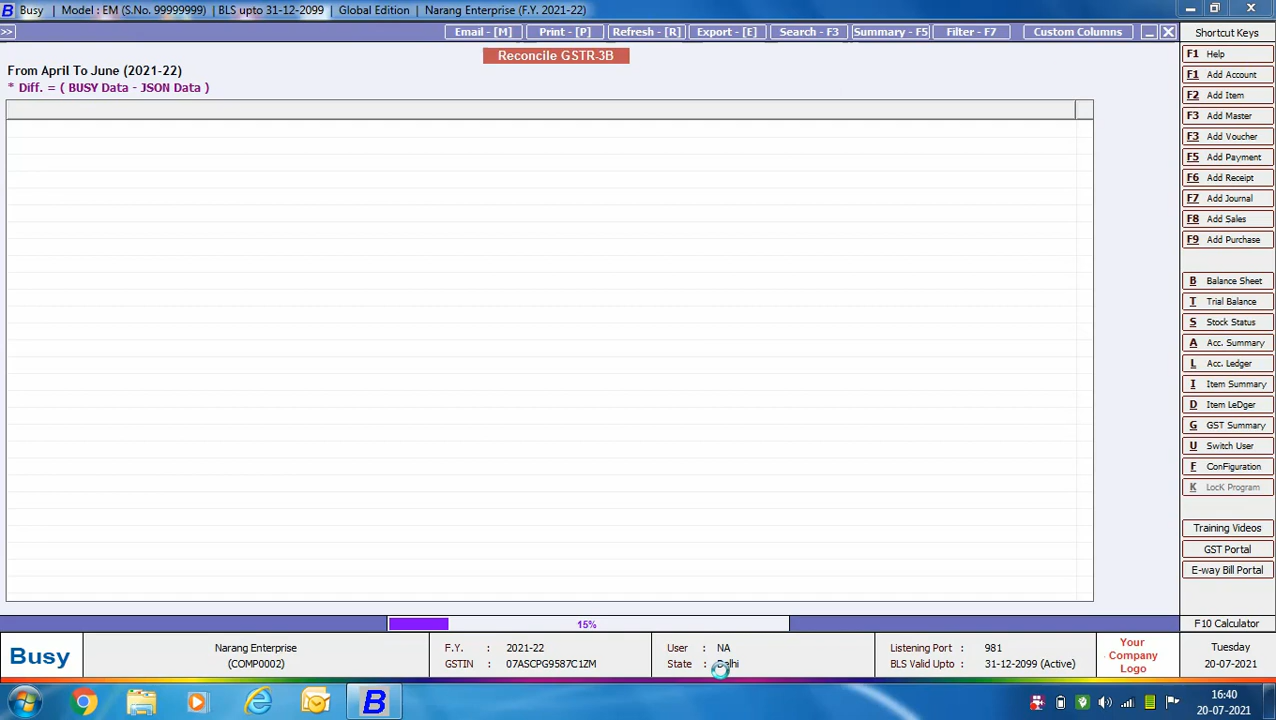 Busy | Model : EM (S.No. 99999999) | BLS upto 31-12-2099 | Global Edition | Narang Enterprise (F.Y. 2021-22)
>> Email - [M] Print - [P] Refresh - [R] Export - [E] Search - F3 Summary - F5 Filter - F7 Custom Columns
Reconcile GSTR-3B
From April To June (2021-22)
* Diff. = ( BUSY Data - JSON Data )
Shortcut Keys
F1 Help
F1 Add Account
F2 Add Item
F3 Add Master
F3 Add Voucher
F5 Add Payment
F6 Add Receipt
F7 Add Journal
F8 Add Sales
F9 Add Purchase
B Balance Sheet
T Trial Balance
S Stock Status
A Acc. Summary
L Acc. Ledger
I Item Summary
D Item LeDger
G GST Summary
U Switch User
F ConFiguration
K LocK Program
Training Videos
GST Portal
E-way Bill Portal
15%
F10 Calculator
Busy
Narang Enterprise
(COMP0002)
F.Y. : 2021-22
GSTIN : 07ASCPG9587C1ZM
User : NA
State : Delhi
Listening Port : 981
BLS Valid Upto : 31-12-2099 (Active)
Your
Company
Logo
Tuesday
20-07-2021
16:40
20-07-2021